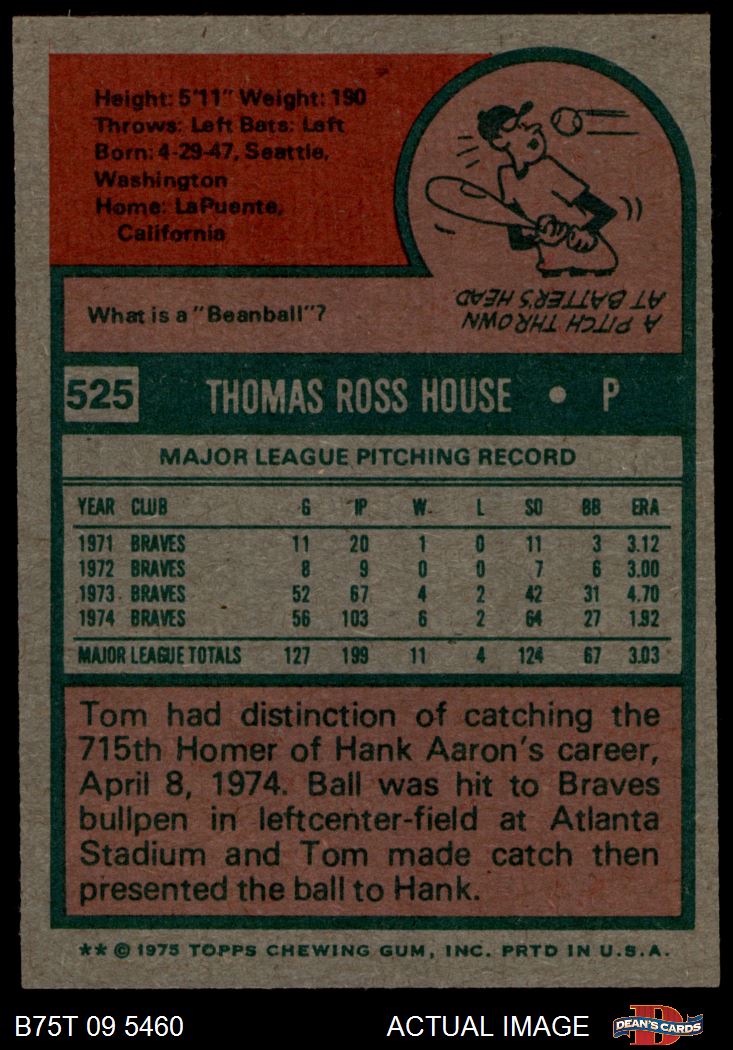 Height: 5'11" Weight: 190
Throws: Left Bats: Left
Born: 4-29-47, Seattle,
Washington
Home: LaPuente,
California
What is a "Beanball"?
A PITCH THROWN
AT BATTER'S HEAD.
525 THOMAS ROSS HOUSE • P
MAJOR LEAGUE PITCHING RECORD
YEAR CLUB G IP W L SO BB ERA
1971 BRAVES 11 20 1 0 11 3 3.12
1972 BRAVES 8 9 0 0 7 6 3.00
1973 BRAVES 52 67 4 2 42 31 4.70
1974 BRAVES 56 103 6 2 64 27 1.92
MAJOR LEAGUE TOTALS 127 199 11 4 124 67 3.03
Tom had distinction of catching the
715th Homer of Hank Aaron's career,
April 8, 1974. Ball was hit to Braves
bullpen in leftcenter-field at Atlanta
Stadium and Tom made catch then
presented the ball to Hank.
** © 1975 TOPPS CHEWING GUM, INC. PRTD IN U.S.A.
B75T 09 5460 ACTUAL IMAGE DEAN'S CARDS